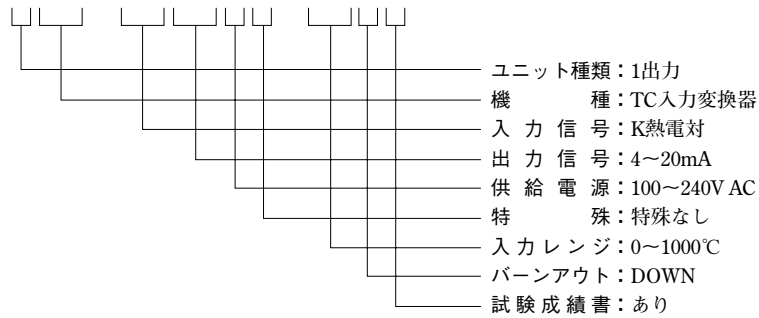 ユニット種類：1出力
機種：TC入力変換器
入力信号：K熱電対
出力信号：4～20mA
供給電源：100～240V AC
特殊：特殊なし
入力レンジ：0～1000℃
バーンアウト：DOWN
試験成績書：あり